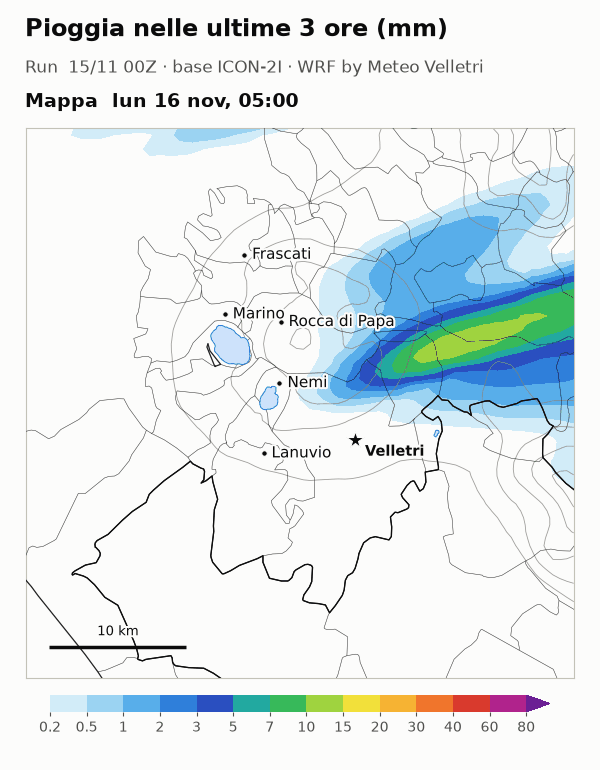 Pioggia nelle ultime 3 ore (mm)
Run  15/11 00Z · base ICON-2I · WRF by Meteo Velletri
Mappa  lun 16 nov, 05:00
Frascati
Marino
Rocca di Papa
Nemi
Velletri
Lanuvio
10 km
0.2 0.5 1 2 3 5 7 10 15 20 30 40 60 80